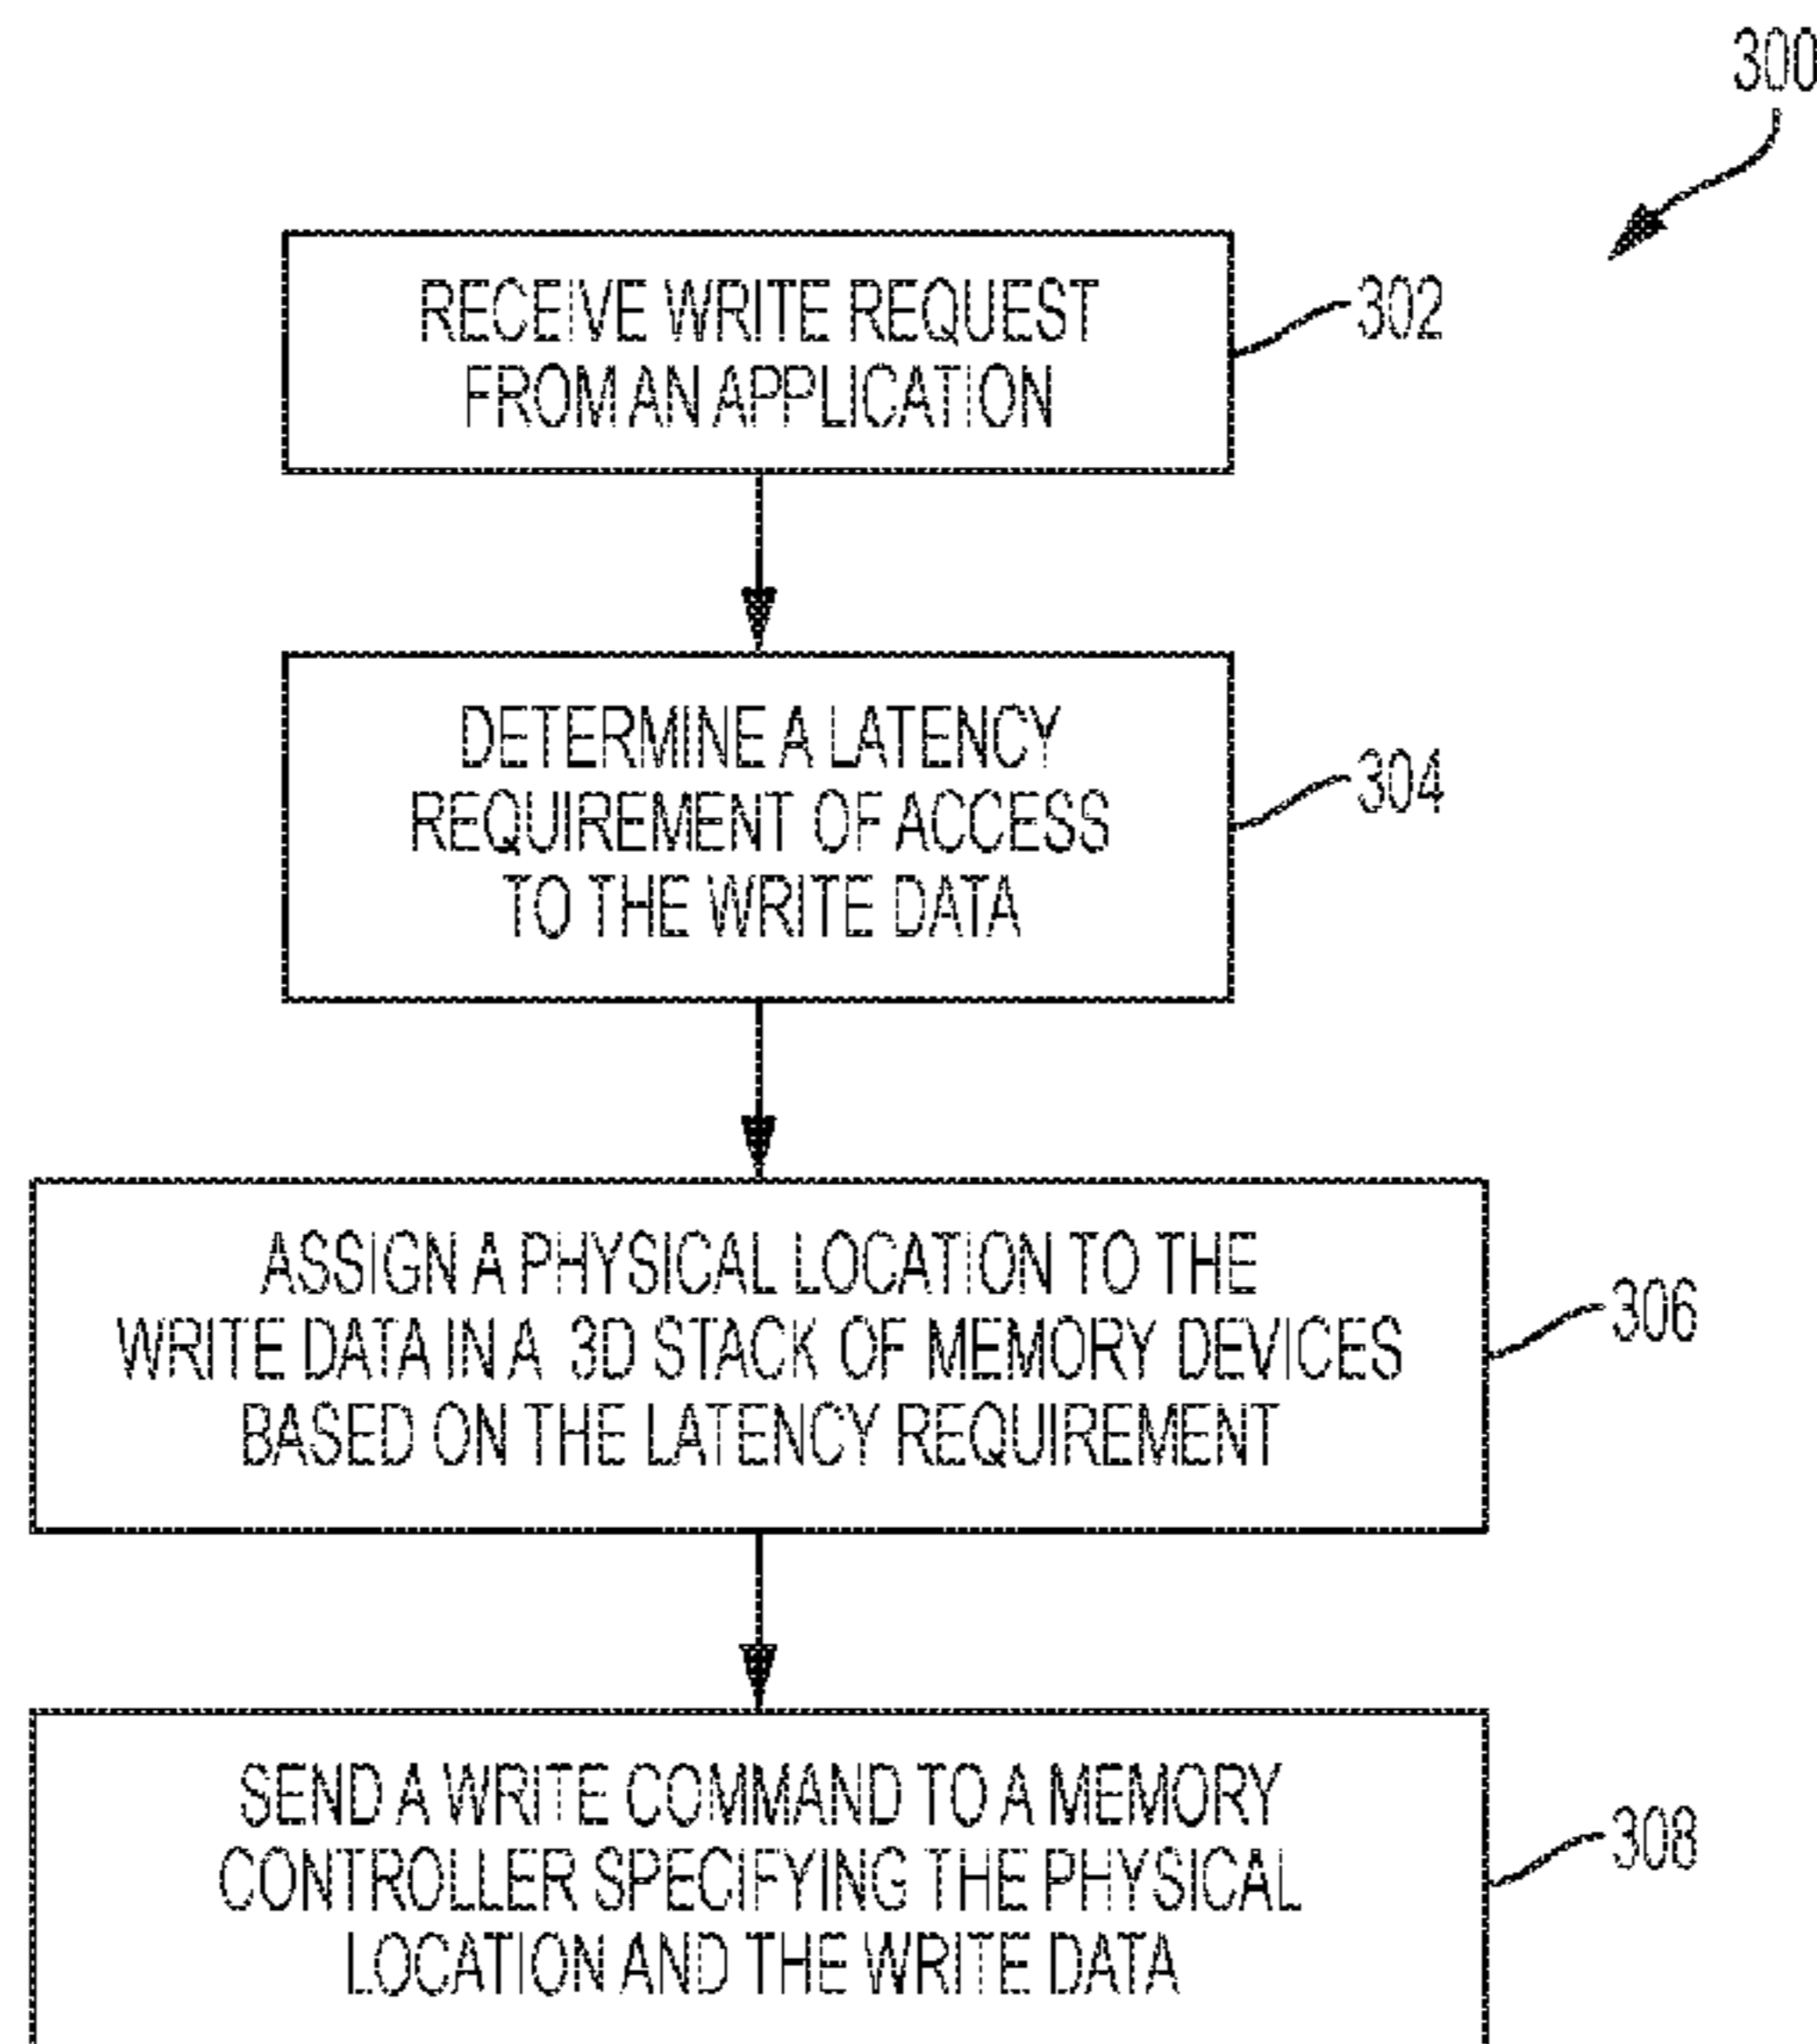 300
RECEIVE WRITE REQUEST
FROM AN APPLICATION
302
DETERMINE A LATENCY
REQUIREMENT OF ACCESS
TO THE WRITE DATA
304
ASSIGN A PHYSICAL LOCATION TO THE
WRITE DATA IN A 3D STACK OF MEMORY DEVICES
BASED ON THE LATENCY REQUIREMENT
306
SEND A WRITE COMMAND TO A MEMORY
CONTROLLER SPECIFYING THE PHYSICAL
LOCATION AND THE WRITE DATA
308